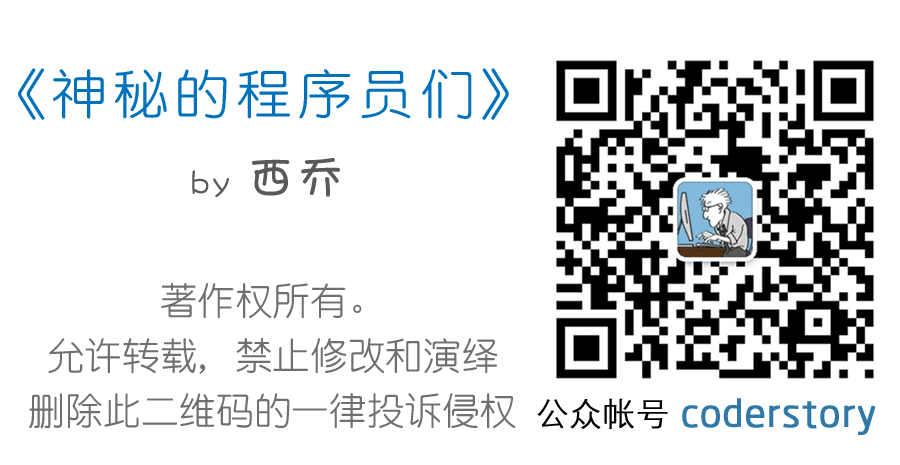 《神秘的程序员们》
by 西乔
著作权所有。
允许转载，禁止修改和演绎
删除此二维码的一律投诉侵权
公众帐号 coderstory